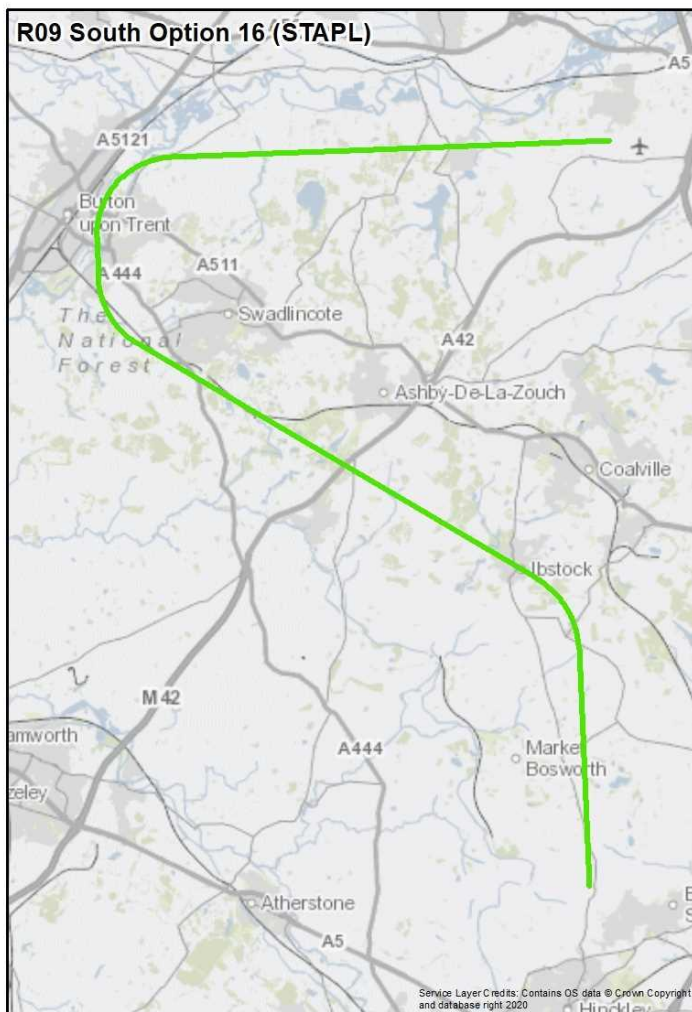 R09 South Option 16 (STAPL)
A5
A5121
Burton
upon Trent
A511
A444
The
National
Forest
Swadlincote
A42
Ashby-De-La-Zouch
Coalville
Ibstock
M42
amworth
A444
Market
Bosworth
zeley
Atherstone
A5
Service Layer Credits: Contains OS data © Crown Copyright
and database right 2020
Hinckley